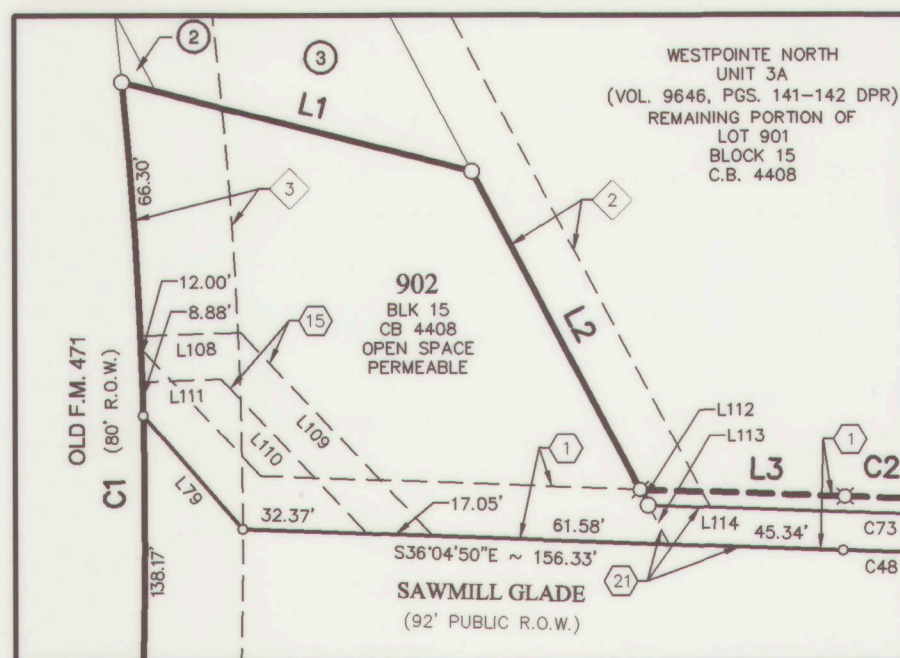 2
3
L1
WESTPOINTE NORTH
UNIT 3A
(VOL. 9646, PGS. 141-142 DPR)
REMAINING PORTION OF
LOT 901
BLOCK 15
C.B. 4408
66.30'
3
2
12.00'
8.88'
902
BLK 15
CB 4408
OPEN SPACE
PERMEABLE
15
L108
L2
OLD F.M. 471
(80' R.O.W.)
L111
L109
L110
L112
L113
1
1
L3
C2
C1
L79
32.37'
17.05'
61.58'
L114
45.34'
C73
S36°04'50"E ~ 156.33'
C48
138.17'
21
SAWMILL GLADE
(92' PUBLIC R.O.W.)